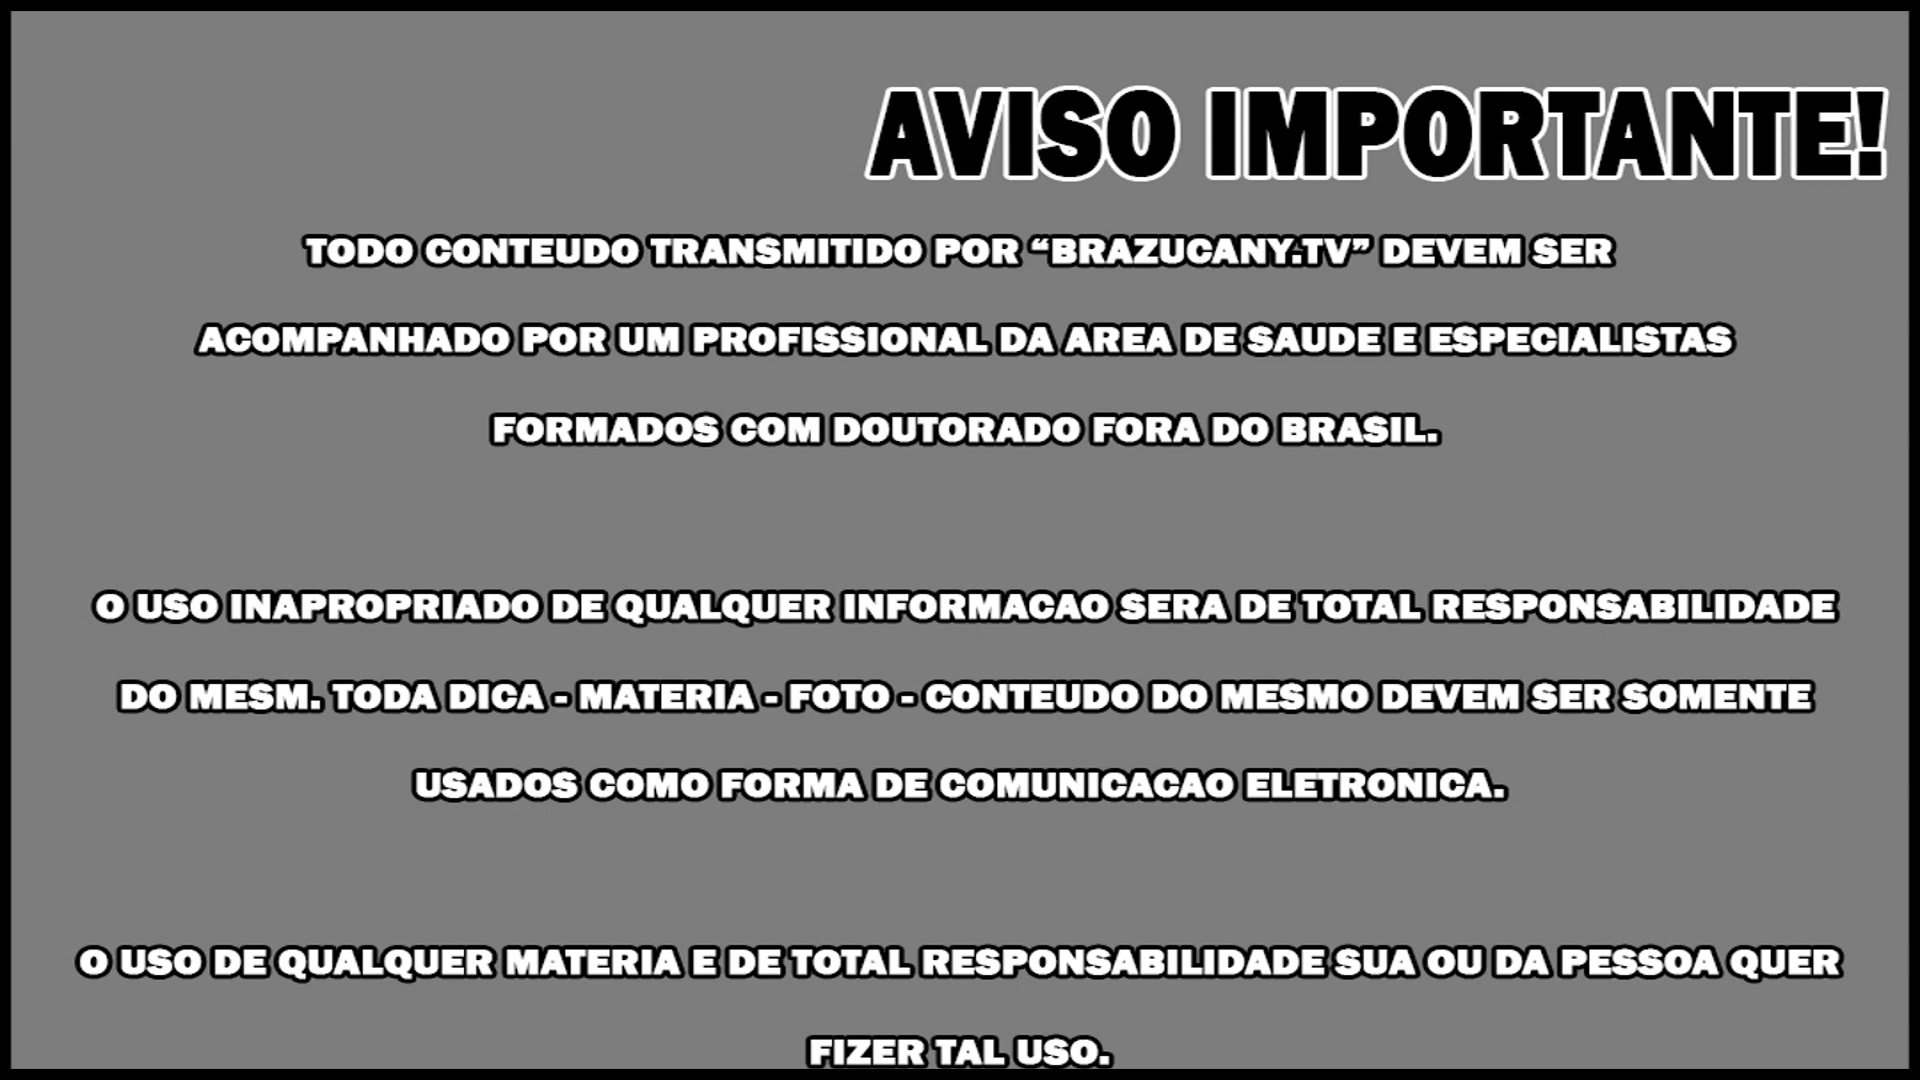 AVISO IMPORTANTE!
TODO CONTEUDO TRANSMITIDO POR “BRAZUCANY.TV” DEVEM SER
ACOMPANHADO POR UM PROFISSIONAL DA AREA DE SAUDE E ESPECIALISTAS
FORMADOS COM DOUTORADO FORA DO BRASIL.
O USO INAPROPRIADO DE QUALQUER INFORMACAO SERA DE TOTAL RESPONSABILIDADE
DO MESM. TODA DICA - MATERIA - FOTO - CONTEUDO DO MESMO DEVEM SER SOMENTE
USADOS COMO FORMA DE COMUNICACAO ELETRONICA.
O USO DE QUALQUER MATERIA E DE TOTAL RESPONSABILIDADE SUA OU DA PESSOA QUER
FIZER TAL USO.